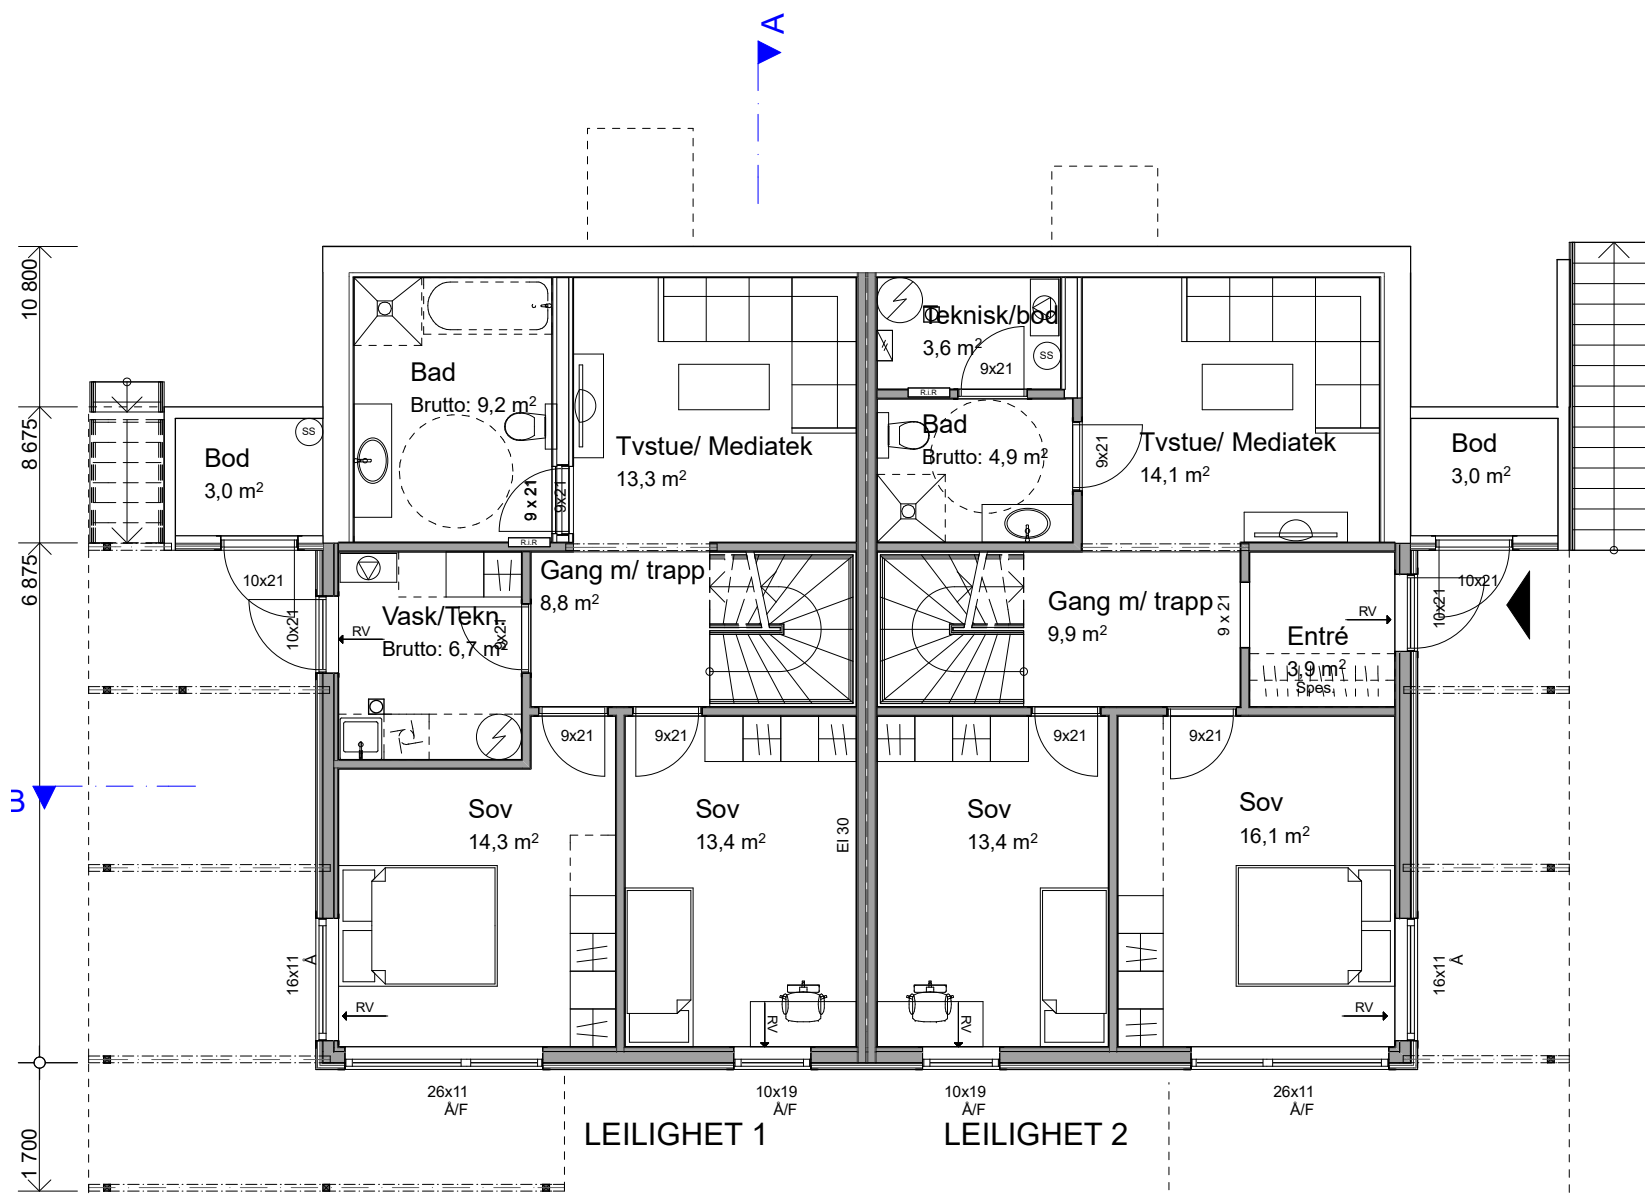 A
10 800
8 675
6 875
1 700
B
Bod
3,0 m²
SS
10x21
10x21
Bad
Brutto: 9,2 m²
9 x 21
9x21
R.I.R
Tvstue/ Mediatek
13,3 m²
Gang m/ trapp
8,8 m²
Vask/Tekn.
Brutto: 6,7 m²
9x21
RV
9x21
9x21
Sov
14,3 m²
Sov
13,4 m²
EI 30
16x11
Å
RV
RV
26x11
Å/F
10x19
Å/F
LEILIGHET 1
Teknisk/bod
3,6 m²
SS
9x21
R.I.R
Bad
Brutto: 4,9 m²
9x21
Tvstue/ Mediatek
14,1 m²
Bod
3,0 m²
10x21
10x21
Gang m/ trapp
9,9 m²
9 x 21
RV
Entré
3,9 m²
Spes.
9x21
9x21
Sov
13,4 m²
Sov
16,1 m²
RV
RV
16x11
Å
10x19
Å/F
26x11
Å/F
LEILIGHET 2